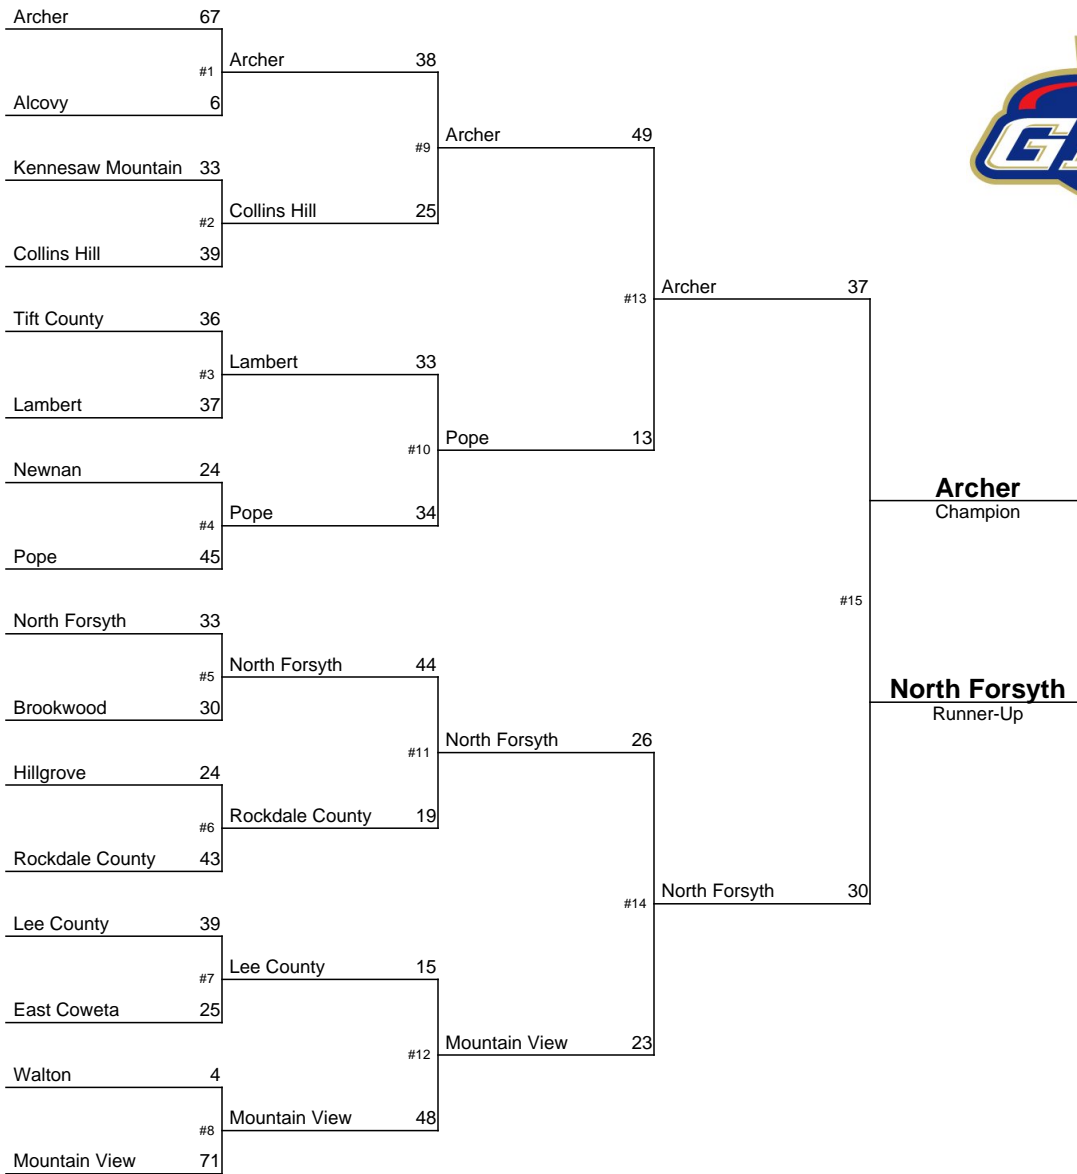 Archer 67
#1
Alcovy 6
Archer 38
Kennesaw Mountain 33
#2
Collins Hill 39
Collins Hill 25
#9
Archer 49
Tift County 36
#3
Lambert 37
Lambert 33
Newnan 24
#4
Pope 45
Pope 34
#10
Pope 13
#13
Archer 37
North Forsyth 33
#5
Brookwood 30
North Forsyth 44
Hillgrove 24
#6
Rockdale County 43
Rockdale County 19
#11
North Forsyth 26
Lee County 39
#7
East Coweta 25
Lee County 15
Walton 4
#8
Mountain View 71
Mountain View 48
#12
Mountain View 23
#14
North Forsyth 30
#15
Archer
Champion
North Forsyth
Runner-Up